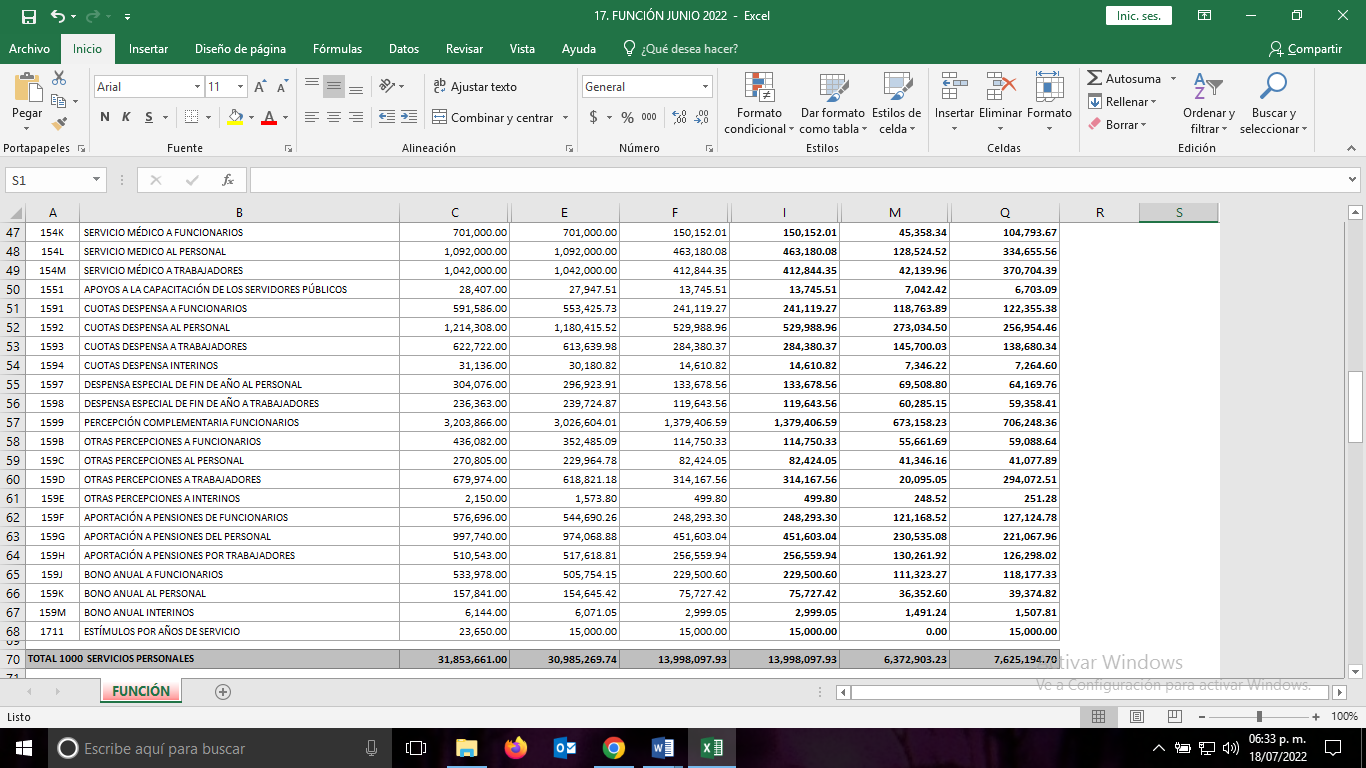 17. FUNCIÓN JUNIO 2022 - Excel
Inic. ses.
Archivo Inicio Insertar Diseño de página Fórmulas Datos Revisar Vista Ayuda ¿Qué desea hacer? Compartir
Pegar
Portapapeles
Arial 11
N K S
Fuente
Ajustar texto
Combinar y centrar
Alineación
General
$ % 000
Número
Formato condicional
Dar formato como tabla
Estilos de celda
Estilos
Insertar Eliminar Formato
Celdas
Autosuma
Rellenar
Borrar
Ordenar y filtrar
Buscar y seleccionar
Edición
S1 fx
A B C E F I M Q R S
47 154K SERVICIO MÉDICO A FUNCIONARIOS 701,000.00 701,000.00 150,152.01 150,152.01 45,358.34 104,793.67
48 154L SERVICIO MEDICO AL PERSONAL 1,092,000.00 1,092,000.00 463,180.08 463,180.08 128,524.52 334,655.56
49 154M SERVICIO MÉDICO A TRABAJADORES 1,042,000.00 1,042,000.00 412,844.35 412,844.35 42,139.96 370,704.39
50 1551 APOYOS A LA CAPACITACIÓN DE LOS SERVIDORES PÚBLICOS 28,407.00 27,947.51 13,745.51 13,745.51 7,042.42 6,703.09
51 1591 CUOTAS DESPENSA A FUNCIONARIOS 591,586.00 553,425.73 241,119.27 241,119.27 118,763.89 122,355.38
52 1592 CUOTAS DESPENSA AL PERSONAL 1,214,308.00 1,180,415.52 529,988.96 529,988.96 273,034.50 256,954.46
53 1593 CUOTAS DESPENSA A TRABAJADORES 622,722.00 613,639.98 284,380.37 284,380.37 145,700.03 138,680.34
54 1594 CUOTAS DESPENSA INTERINOS 31,136.00 30,180.82 14,610.82 14,610.82 7,346.22 7,264.60
55 1597 DESPENSA ESPECIAL DE FIN DE AÑO AL PERSONAL 304,076.00 296,923.91 133,678.56 133,678.56 69,508.80 64,169.76
56 1598 DESPENSA ESPECIAL DE FIN DE AÑO A TRABAJADORES 236,363.00 239,724.87 119,643.56 119,643.56 60,285.15 59,358.41
57 1599 PERCEPCIÓN COMPLEMENTARIA FUNCIONARIOS 3,203,866.00 3,026,604.01 1,379,406.59 1,379,406.59 673,158.23 706,248.36
58 159B OTRAS PERCEPCIONES A FUNCIONARIOS 436,082.00 352,485.09 114,750.33 114,750.33 55,661.69 59,088.64
59 159C OTRAS PERCEPCIONES AL PERSONAL 270,805.00 229,964.78 82,424.05 82,424.05 41,346.16 41,077.89
60 159D OTRAS PERCEPCIONES A TRABAJADORES 679,974.00 618,821.18 314,167.56 314,167.56 20,095.05 294,072.51
61 159E OTRAS PERCEPCIONES A INTERINOS 2,150.00 1,573.80 499.80 499.80 248.52 251.28
62 159F APORTACIÓN A PENSIONES DE FUNCIONARIOS 576,696.00 544,690.26 248,293.30 248,293.30 121,168.52 127,124.78
63 159G APORTACIÓN A PENSIONES DEL PERSONAL 997,740.00 974,068.88 451,603.04 451,603.04 230,535.08 221,067.96
64 159H APORTACIÓN A PENSIONES POR TRABAJADORES 510,543.00 517,618.81 256,559.94 256,559.94 130,261.92 126,298.02
65 159J BONO ANUAL A FUNCIONARIOS 533,978.00 505,754.15 229,500.60 229,500.60 111,323.27 118,177.33
66 159K BONO ANUAL AL PERSONAL 157,841.00 154,645.42 75,727.42 75,727.42 36,352.60 39,374.82
67 159M BONO ANUAL INTERINOS 6,144.00 6,071.05 2,999.05 2,999.05 1,491.24 1,507.81
68 1711 ESTÍMULOS POR AÑOS DE SERVICIO 23,650.00 15,000.00 15,000.00 15,000.00 0.00 15,000.00
69
70 TOTAL 1000 SERVICIOS PERSONALES 31,853,661.00 30,985,269.74 13,998,097.93 13,998,097.93 6,372,903.23 7,625,194.70
71
Activar Windows
Ve a Configuración para activar Windows.
FUNCIÓN
Listo 100%
Escribe aquí para buscar
06:33 p. m.
18/07/2022